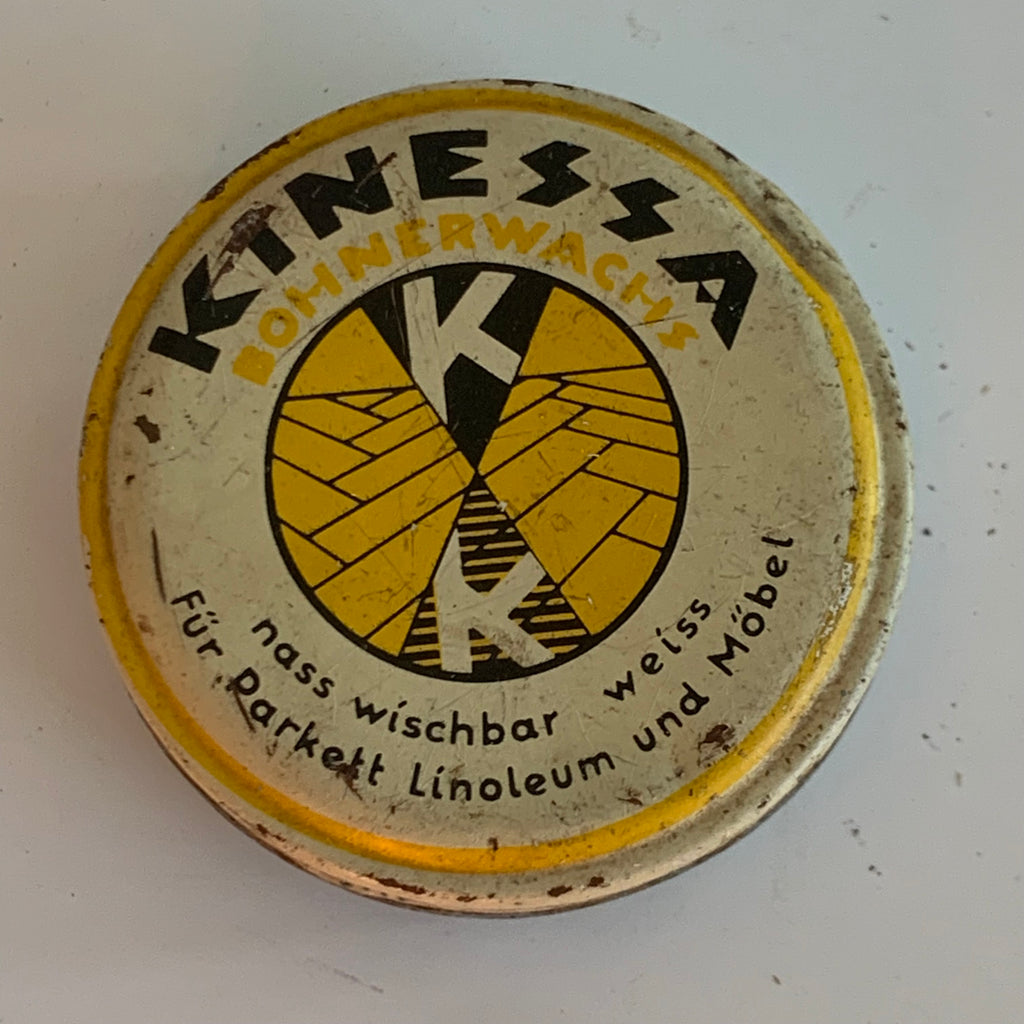 KINESSA
BOHNERWACHS
K
K
nass wischbar weiss
Für Parkett Linoleum und Möbel